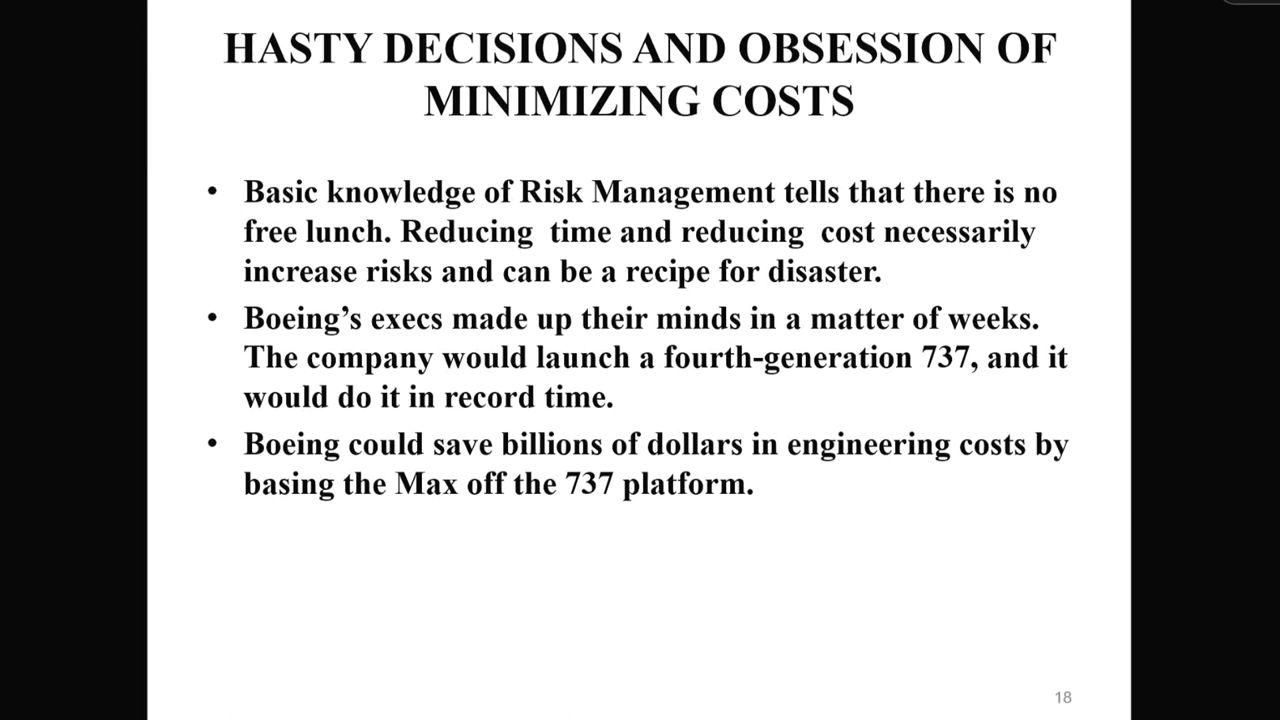 HASTY DECISIONS AND OBSESSION OF
MINIMIZING COSTS
• Basic knowledge of Risk Management tells that there is no
free lunch. Reducing  time and reducing  cost necessarily
increase risks and can be a recipe for disaster.
• Boeing’s execs made up their minds in a matter of weeks.
The company would launch a fourth-generation 737, and it
would do it in record time.
• Boeing could save billions of dollars in engineering costs by
basing the Max off the 737 platform.
18